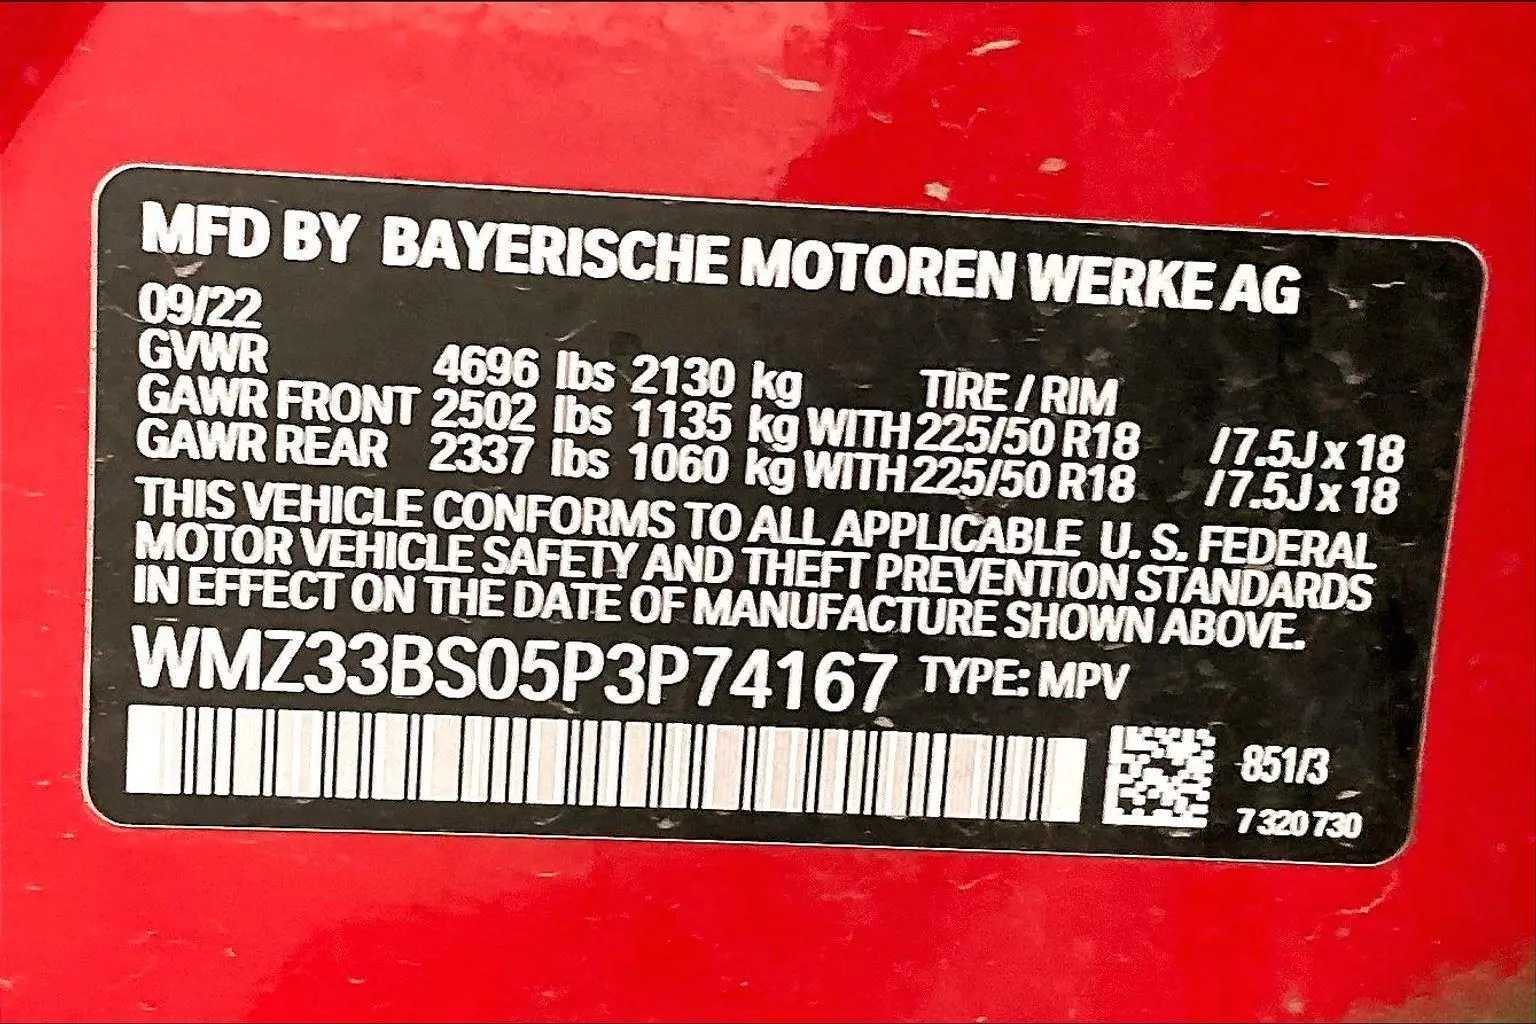 MFD BY BAYERISCHE MOTOREN WERKE AG
09/22
GVWR 4696 lbs 2130 kg TIRE / RIM
GAWR FRONT 2502 lbs 1135 kg WITH 225/50 R18 /7.5J x 18
GAWR REAR 2337 lbs 1060 kg WITH 225/50 R18 /7.5J x 18
THIS VEHICLE CONFORMS TO ALL APPLICABLE U. S. FEDERAL
MOTOR VEHICLE SAFETY AND THEFT PREVENTION STANDARDS
IN EFFECT ON THE DATE OF MANUFACTURE SHOWN ABOVE.
WMZ33BS05P3P74167 TYPE: MPV
851/3
7 320 730